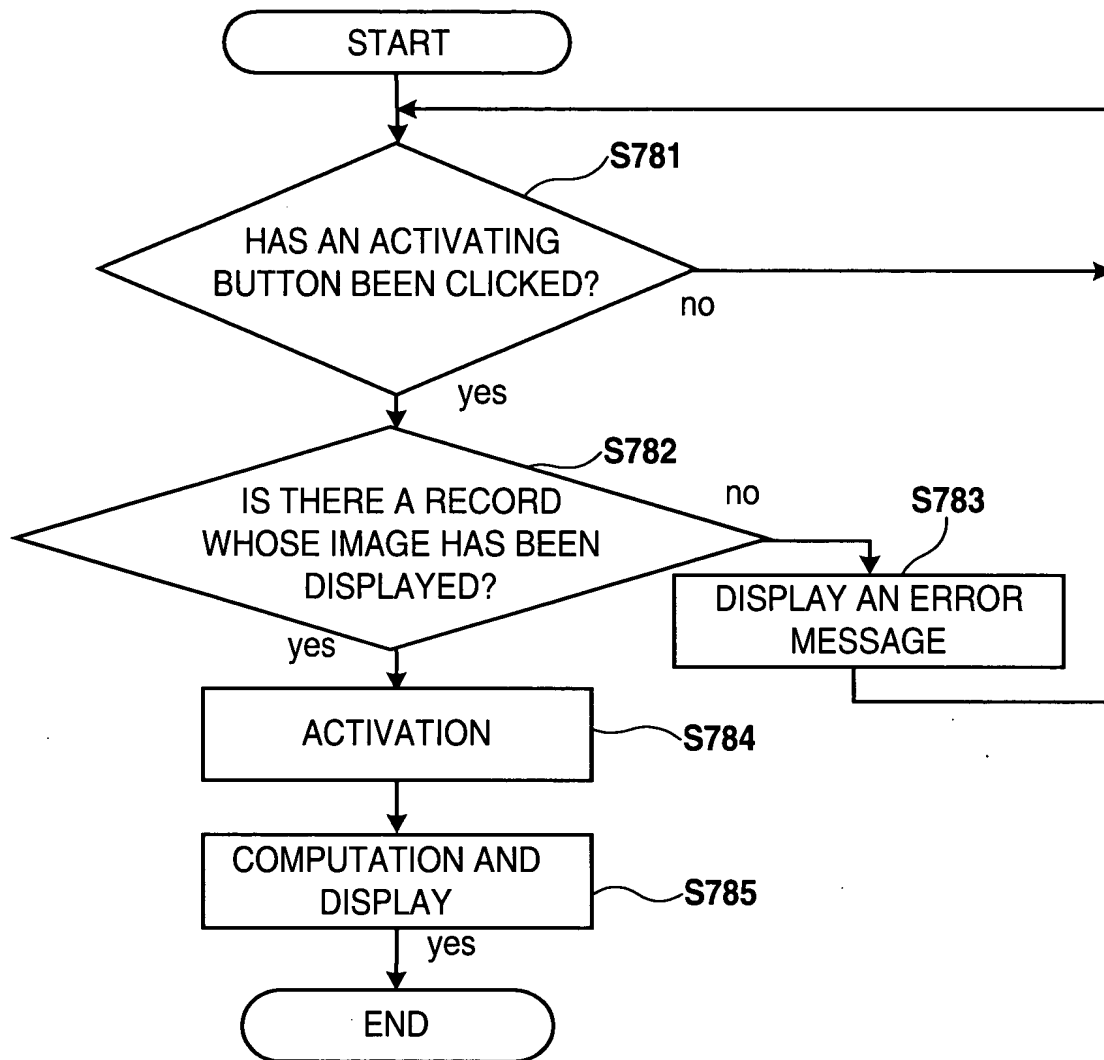 START
S781
HAS AN ACTIVATING
BUTTON BEEN CLICKED?
no
yes
S782
IS THERE A RECORD
WHOSE IMAGE HAS BEEN
DISPLAYED?
no
S783
DISPLAY AN ERROR
MESSAGE
yes
ACTIVATION
S784
COMPUTATION AND
DISPLAY
S785
yes
END